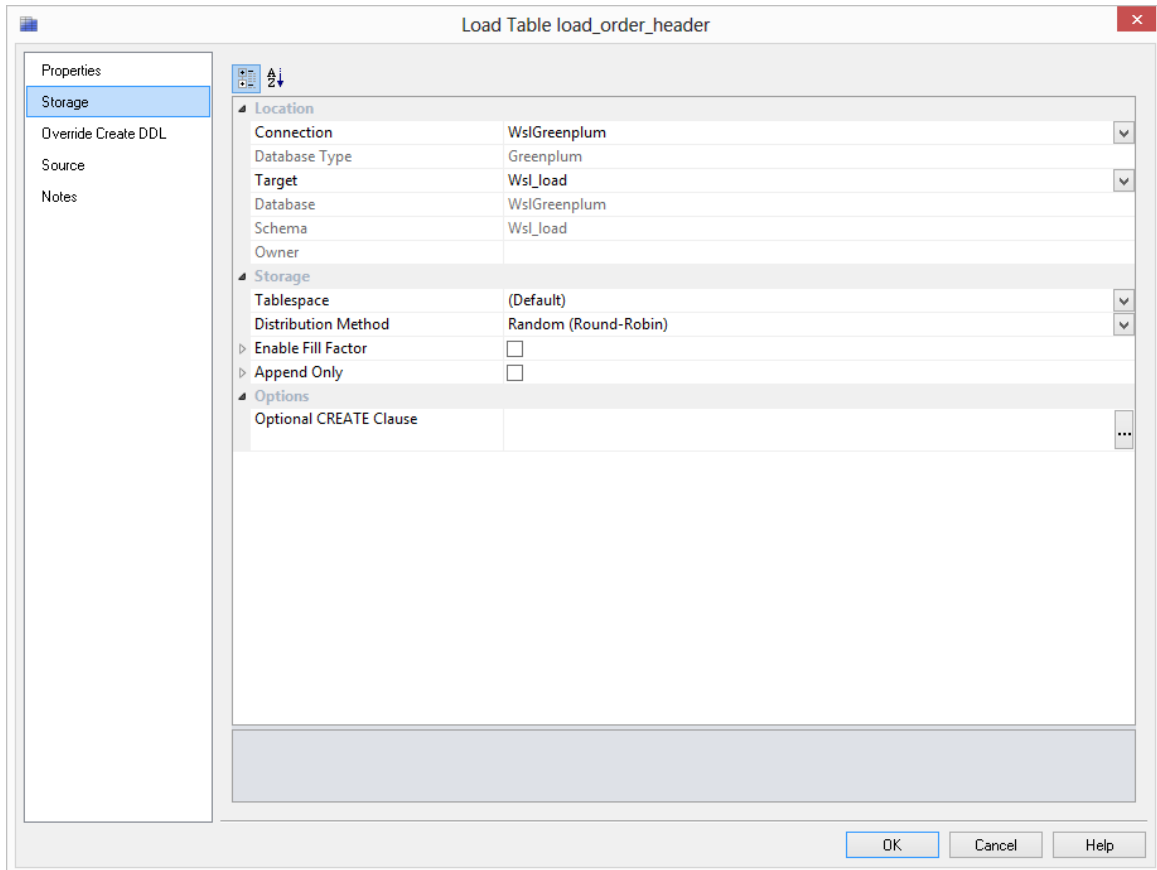 Load Table load_order_header
Properties
Storage
Override Create DDL
Source
Notes
Location
Connection WslGreenplum
Database Type Greenplum
Target Wsl_load
Database WslGreenplum
Schema Wsl_load
Owner
Storage
Tablespace (Default)
Distribution Method Random (Round-Robin)
Enable Fill Factor
Append Only
Options
Optional CREATE Clause
...
OK Cancel Help